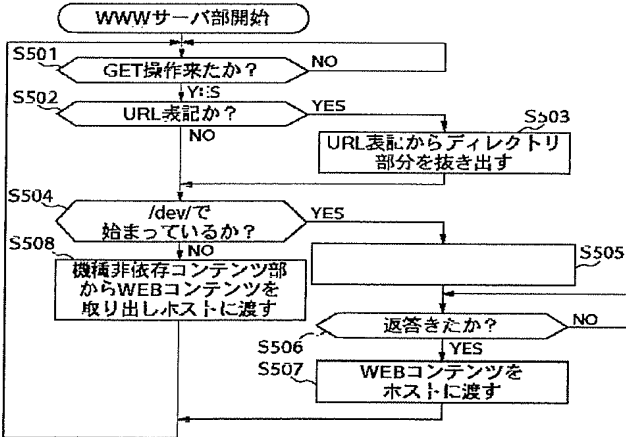 WWWサーバ部開始
S501
GET操作来たか？
NO
YES
S502
URL表記か？
YES
NO
S503
URL表記からディレクトリ
部分を抜き出す
S504
/dev/で
始まっているか？
YES
NO
S508
機種非依存コンテンツ部
からWEBコンテンツを
取り出しホストに渡す
S505
返答きたか？
NO
S506
YES
S507
WEBコンテンツを
ホストに渡す